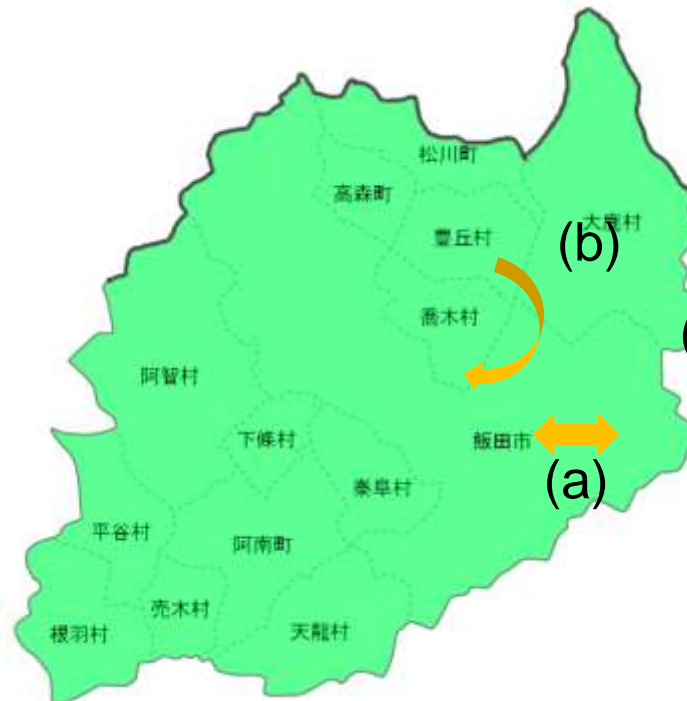 松川町
高森町
大鹿村
豊丘村
(b)
喬木村
(
阿智村
下條村
飯田市
泰阜村
(a)
平谷村
阿南町
売木村
根羽村
天龍村